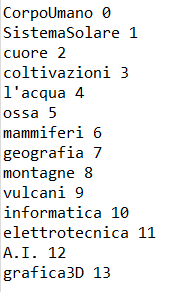 CorpoUmano 0
SistemaSolare 1
cuore 2
coltivazioni 3
l'acqua 4
ossa 5
mammiferi 6
geografia 7
montagne 8
vulcani 9
informatica 10
elettrotecnica 11
A.I. 12
grafica3D 13